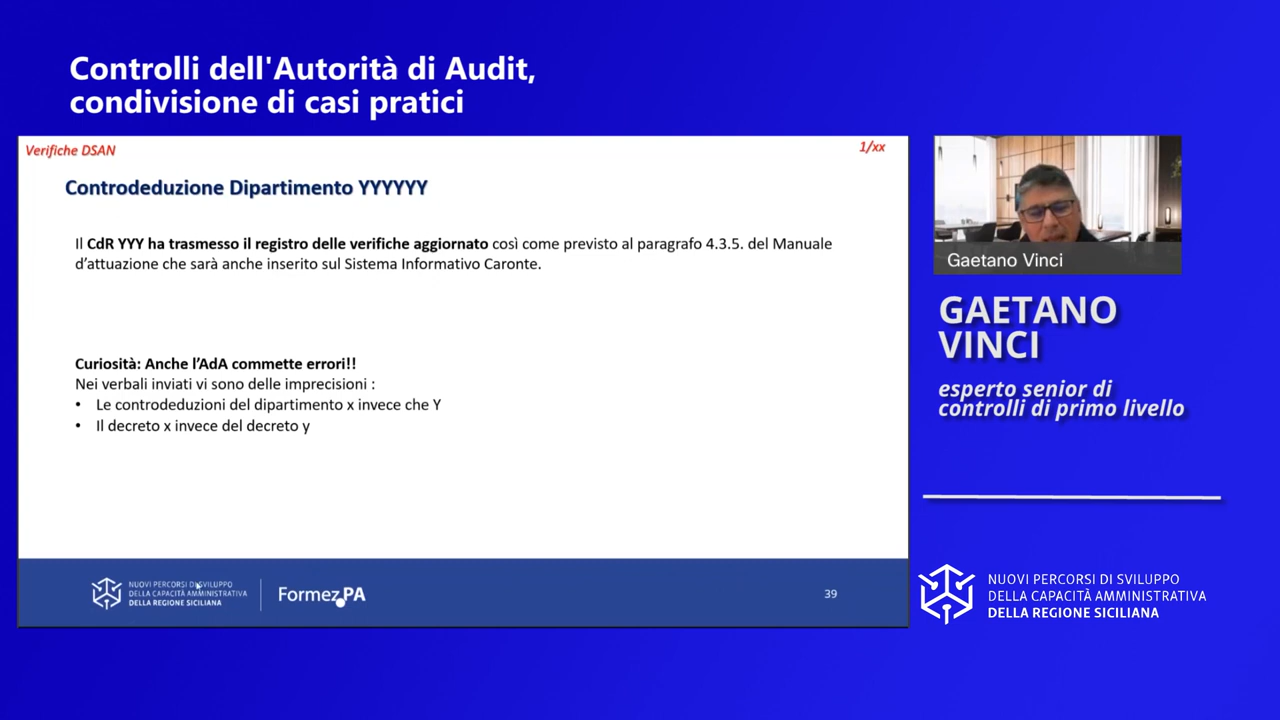 Controlli dell'Autorità di Audit,
condivisione di casi pratici
Verifiche DSAN
1/xx
Controdeduzione Dipartimento YYYYYY
Il CdR YYY ha trasmesso il registro delle verifiche aggiornato così come previsto al paragrafo 4.3.5. del Manuale
d'attuazione che sarà anche inserito sul Sistema Informativo Caronte.
Curiosità: Anche l'AdA commette errori!!
Nei verbali inviati vi sono delle imprecisioni :
• Le controdeduzioni del dipartimento x invece che Y
• Il decreto x invece del decreto y
NUOVI PERCORSI DI SVILUPPO
DELLA CAPACITÀ AMMINISTRATIVA
DELLA REGIONE SICILIANA
Formez PA
39
Gaetano Vinci
GAETANO
VINCI
esperto senior di
controlli di primo livello
NUOVI PERCORSI DI SVILUPPO
DELLA CAPACITÀ AMMINISTRATIVA
DELLA REGIONE SICILIANA